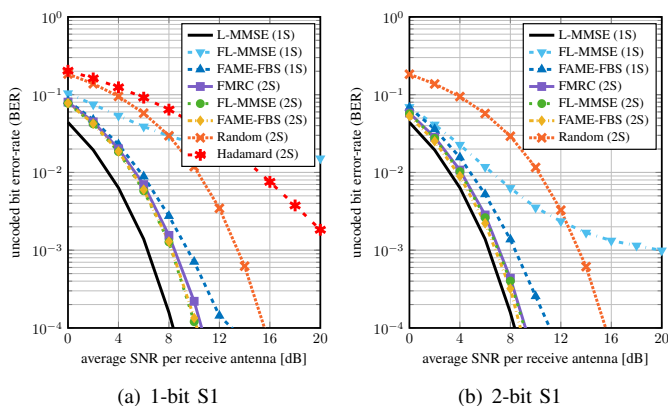 10^0
10^−1
10^−2
10^−3
10^−4
uncoded bit error-rate (BER)
L-MMSE (1S)
FL-MMSE (1S)
FAME-FBS (1S)
FMRC (2S)
FL-MMSE (2S)
FAME-FBS (2S)
Random (2S)
Hadamard (2S)
0 4 8 12 16 20
average SNR per receive antenna [dB]
(a) 1-bit S1
10^0
10^−1
10^−2
10^−3
10^−4
uncoded bit error-rate (BER)
L-MMSE (1S)
FL-MMSE (1S)
FAME-FBS (1S)
FMRC (2S)
FL-MMSE (2S)
FAME-FBS (2S)
Random (2S)
0 4 8 12 16 20
average SNR per receive antenna [dB]
(b) 2-bit S1